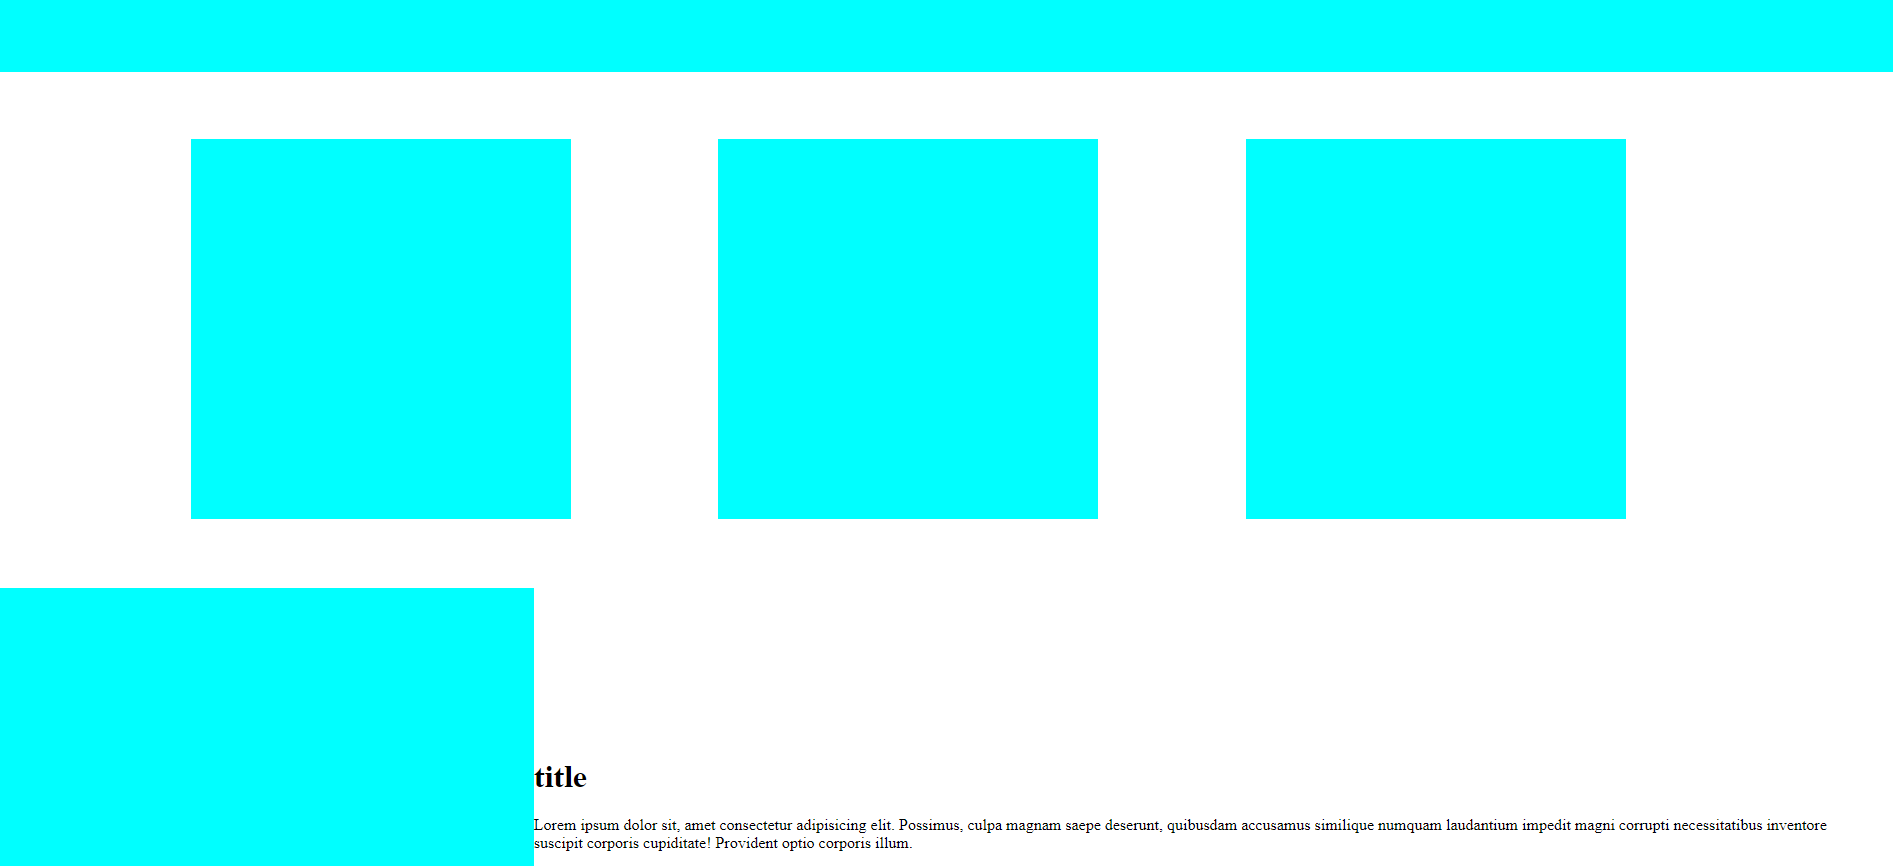 title
Lorem ipsum dolor sit, amet consectetur adipisicing elit. Possimus, culpa magnam saepe deserunt, quibusdam accusamus similique numquam laudantium impedit magni corrupti necessitatibus inventore
suscipit corporis cupiditate! Provident optio corporis illum.